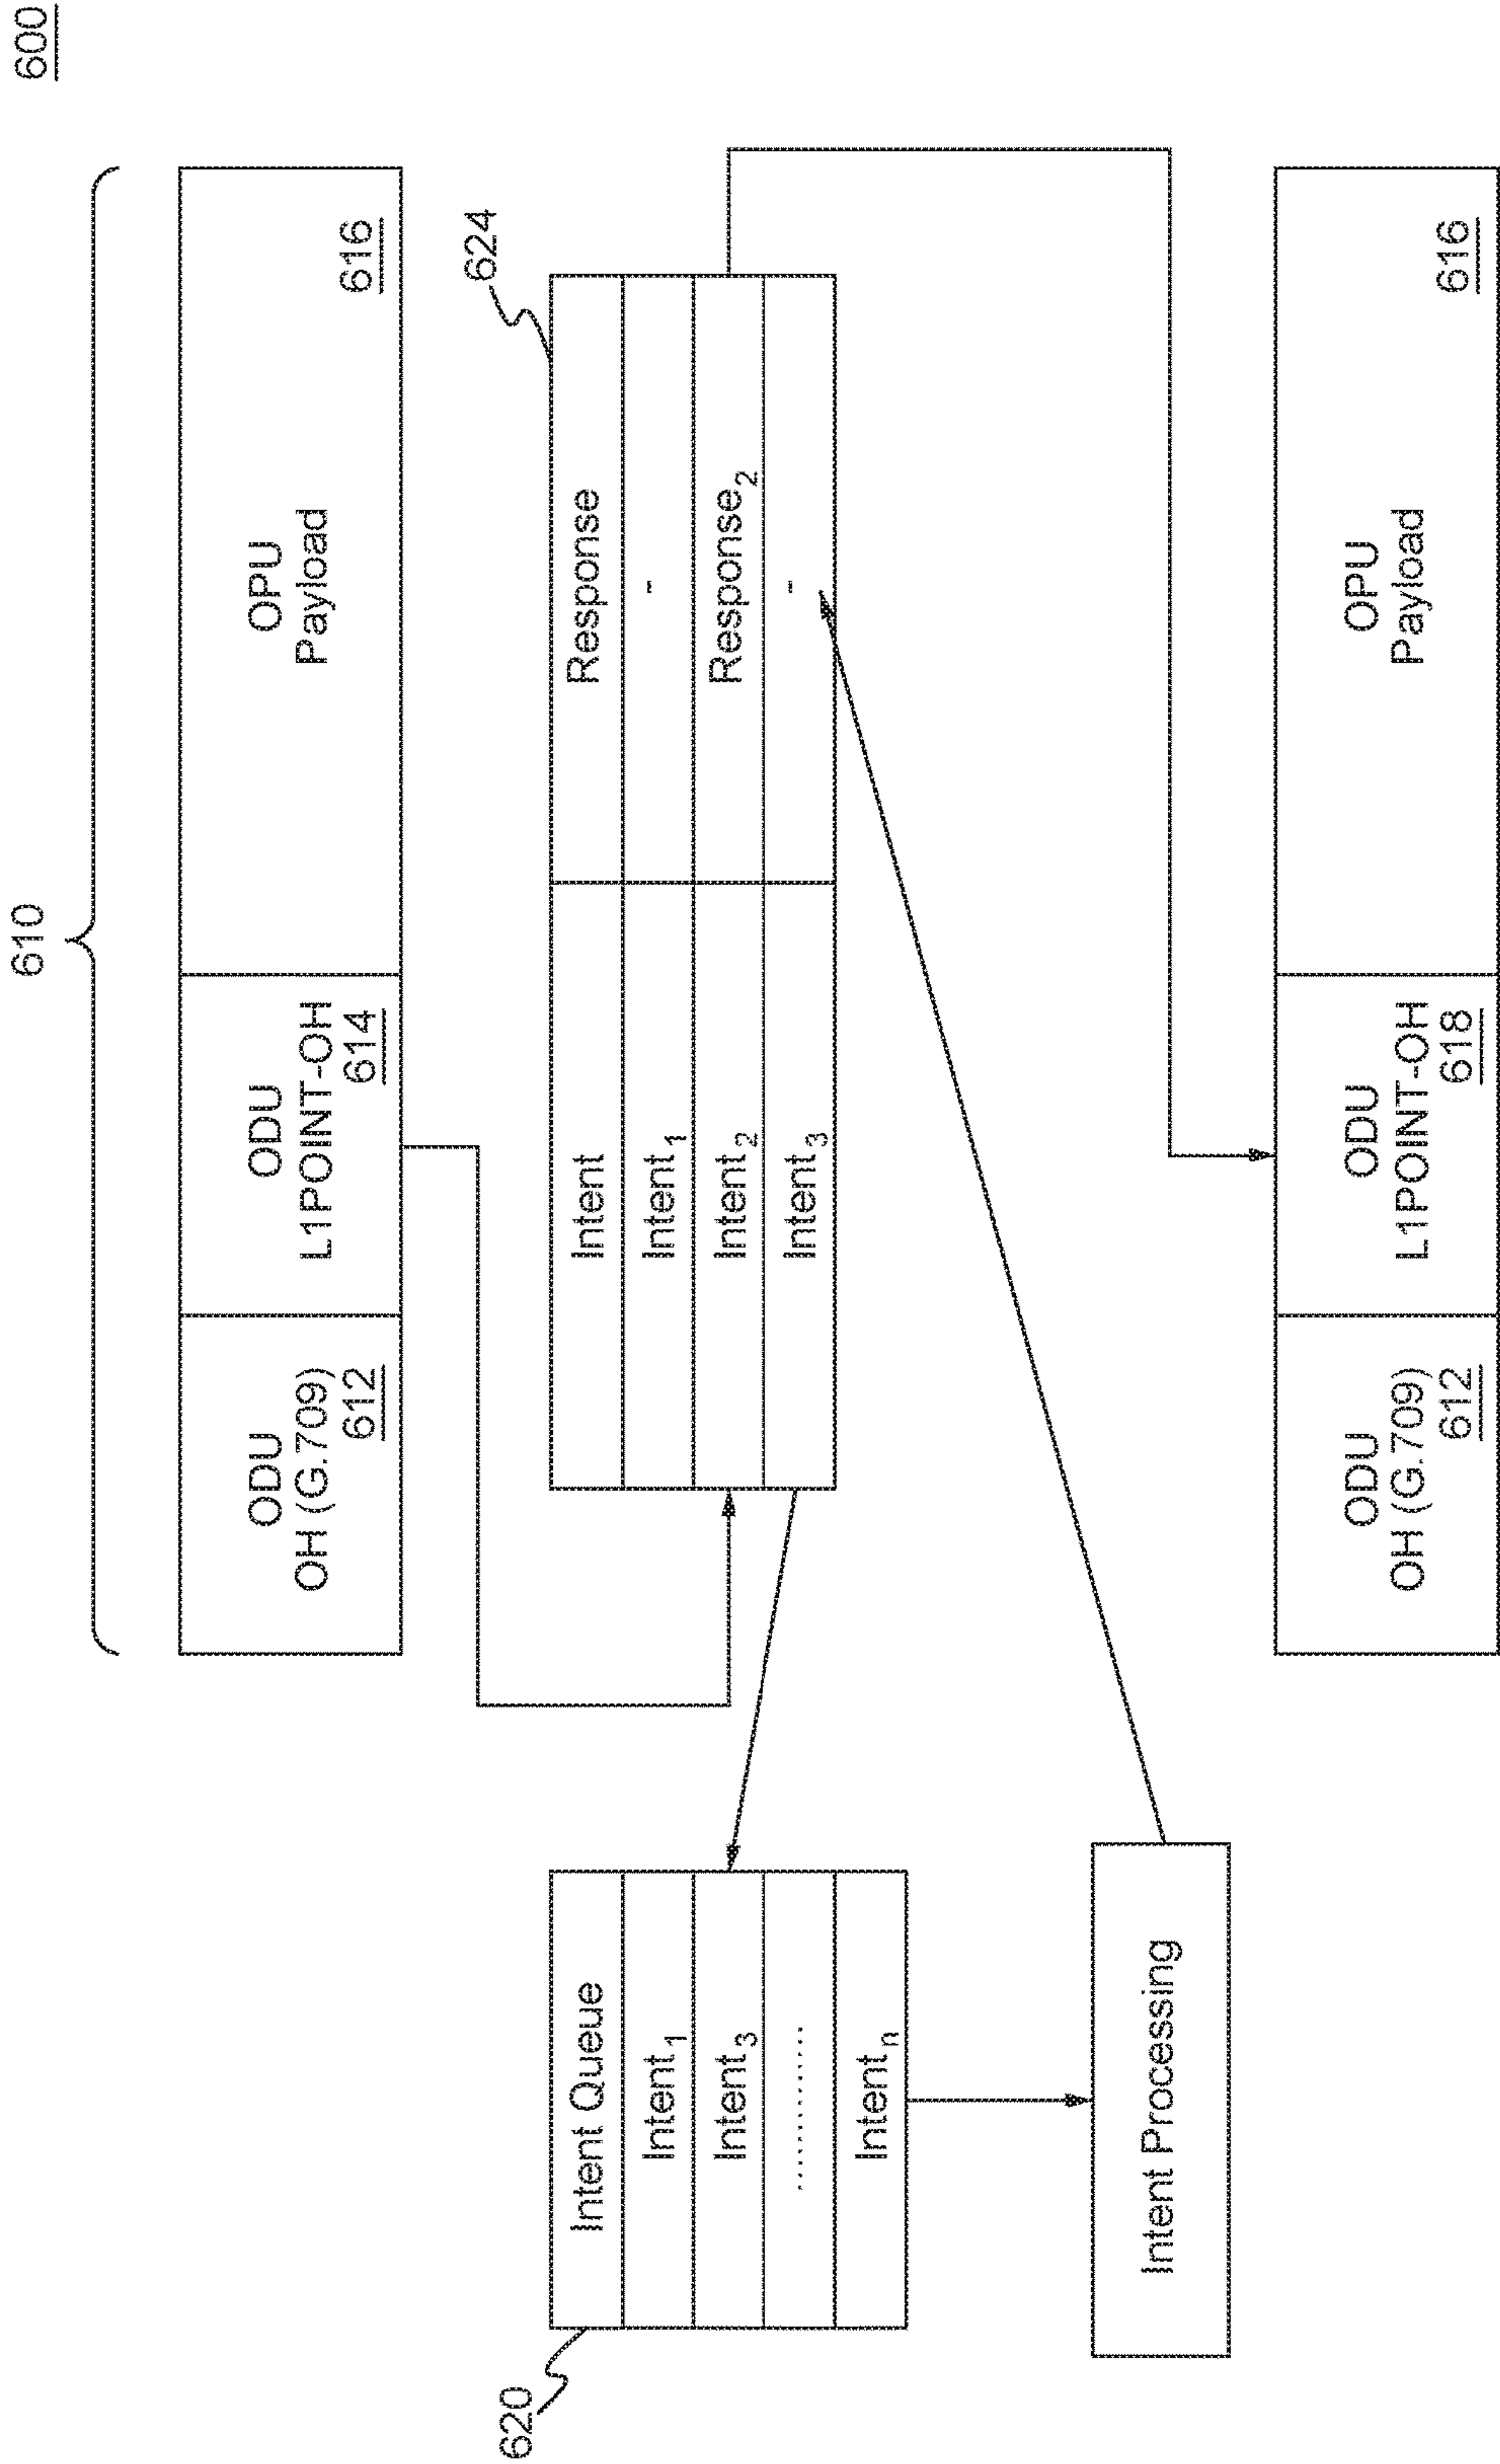 600
610
ODU
OH (G.709)
612
ODU
L1POINT-OH
614
OPU
Payload
616
620
Intent Queue
Intent1
Intent3
............
Intentn
624
Intent
Response
Intent1
-
Intent2
Response2
Intent3
-
Intent Processing
ODU
OH (G.709)
612
ODU
L1POINT-OH
618
OPU
Payload
616